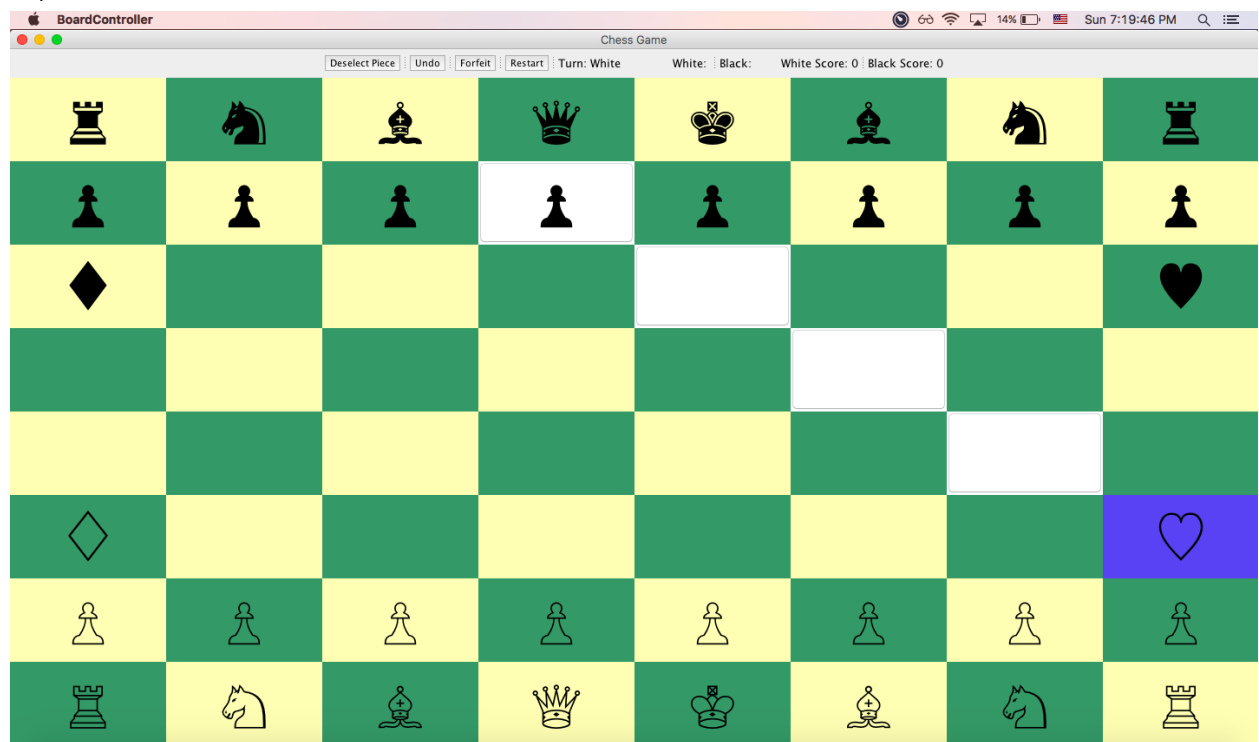 BoardController 14% Sun 7:19:46 PM
Chess Game
Deselect Piece Undo Forfeit Restart Turn: White White: Black: White Score: 0 Black Score: 0